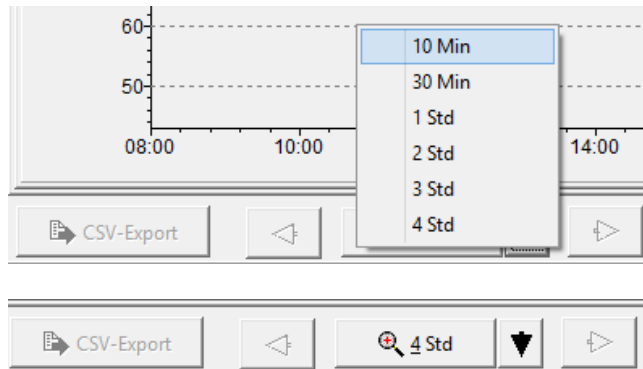 60
10 Min
30 Min
50
1 Std
08:00 10:00 2 Std 14:00
3 Std
CSV-Export 4 Std
CSV-Export 4 Std